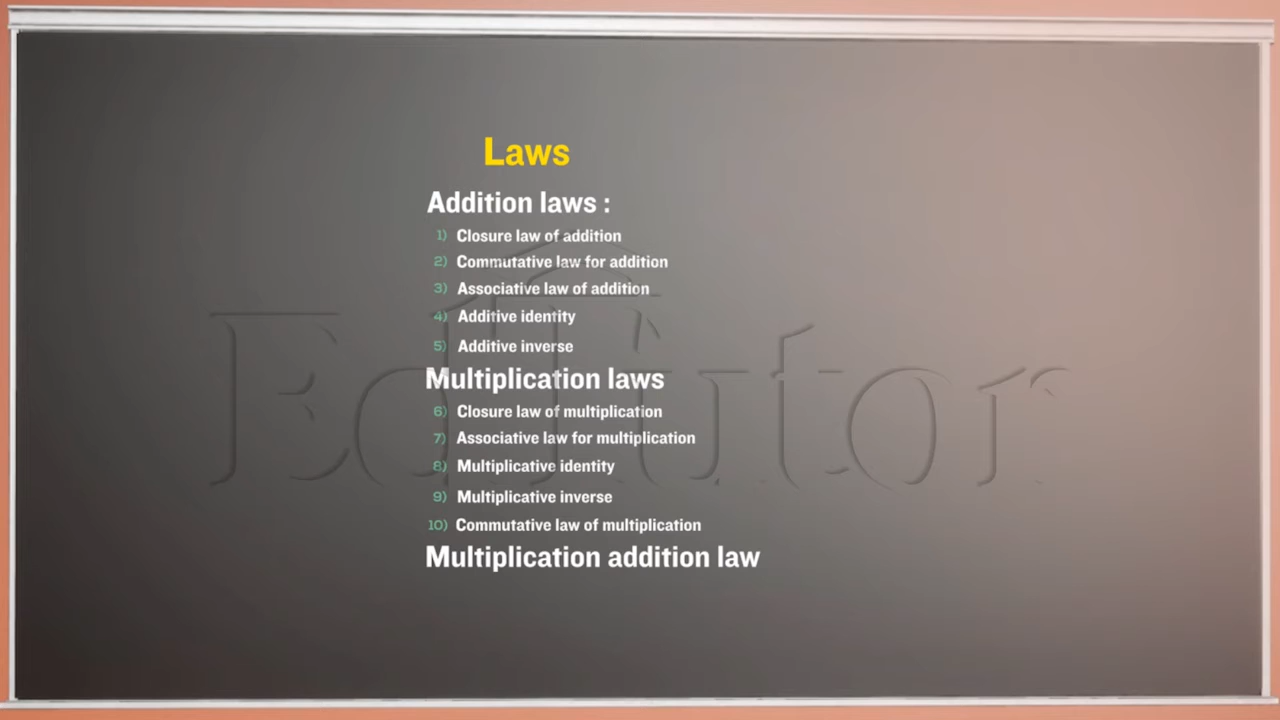 Laws
Addition laws :
1) Closure law of addition
2) Commutative law for addition
3) Associative law of addition
4) Additive identity
5) Additive inverse
Multiplication laws
6) Closure law of multiplication
7) Associative law for multiplication
8) Multiplicative identity
9) Multiplicative inverse
10) Commutative law of multiplication
Multiplication addition law
EdTutor